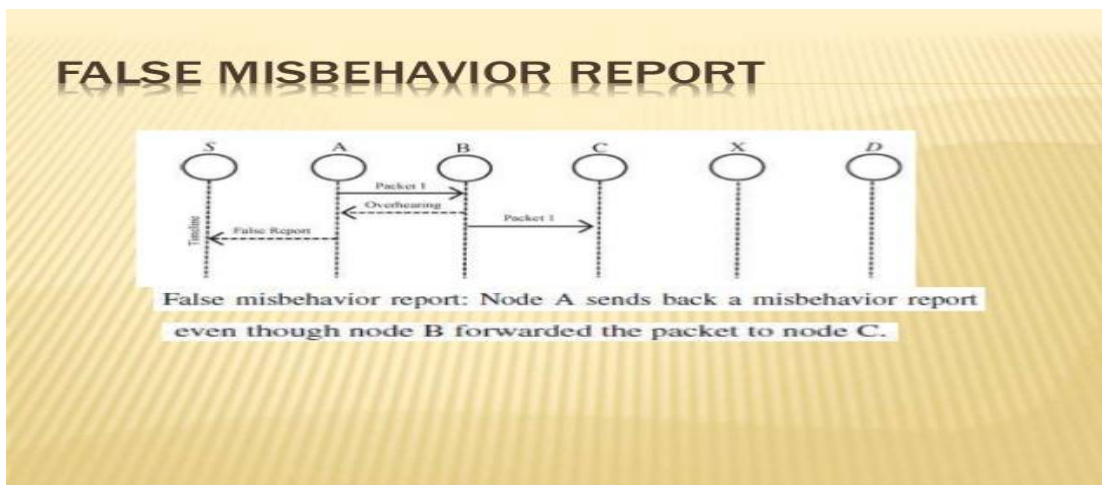 FALSE MISBEHAVIOR REPORT
S A B C X D
Packet 1
Overhearing
Packet 1
False Report
Timeline
False misbehavior report: Node A sends back a misbehavior report
even though node B forwarded the packet to node C.